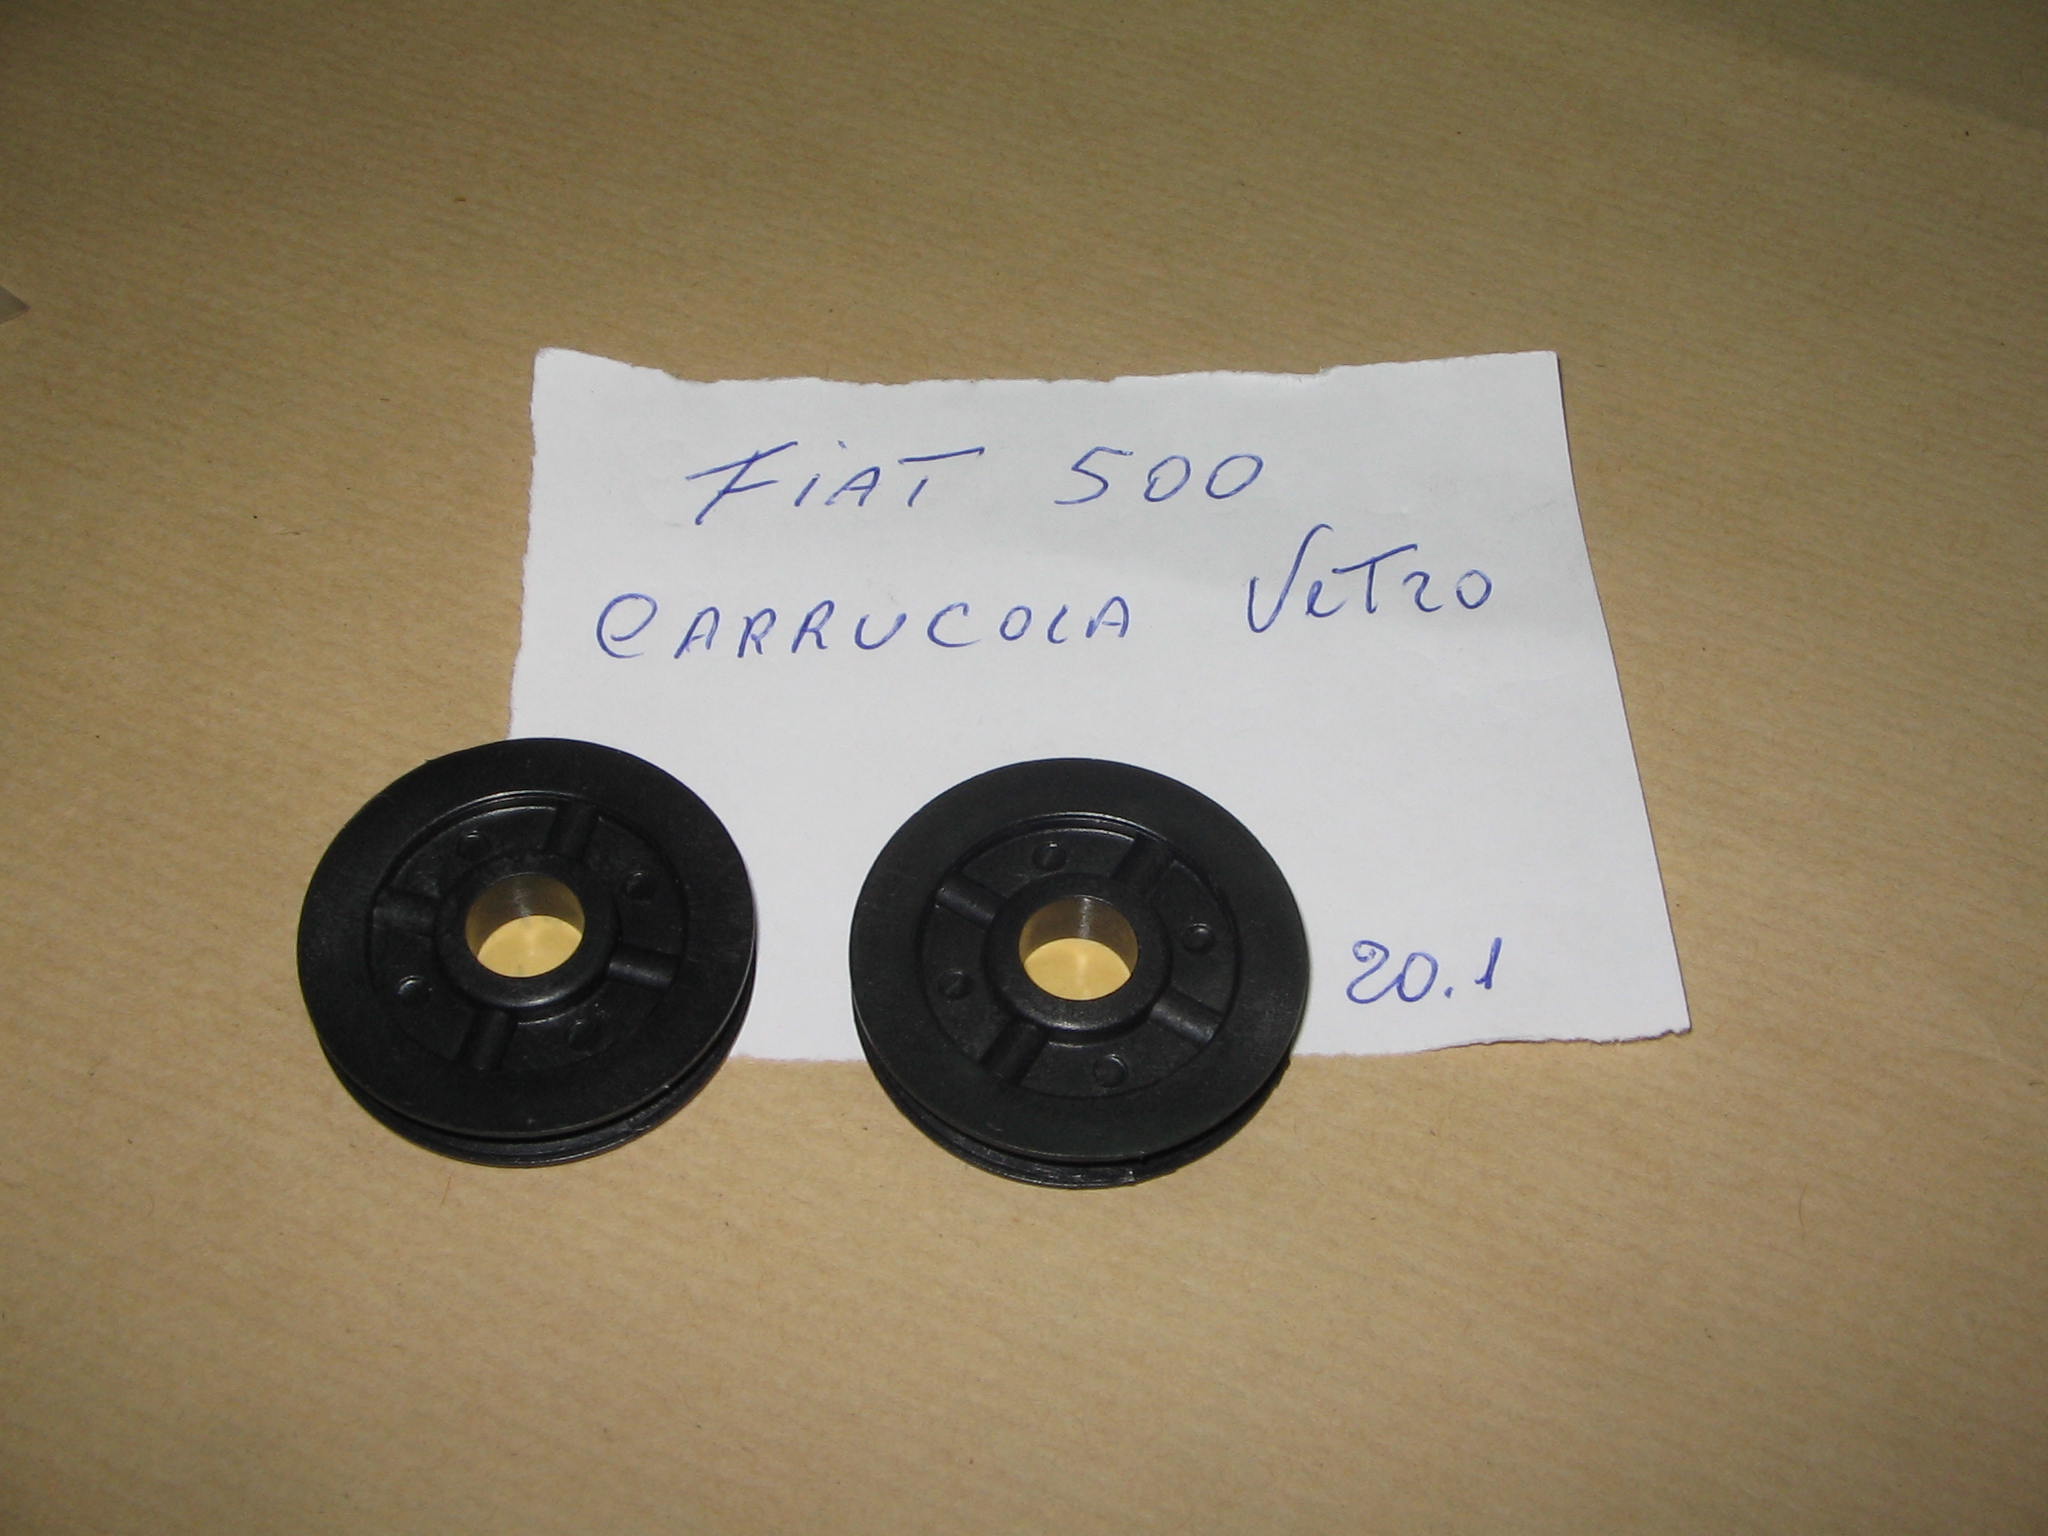 FIAT 500
CARRUCOLA VETRO
20.1